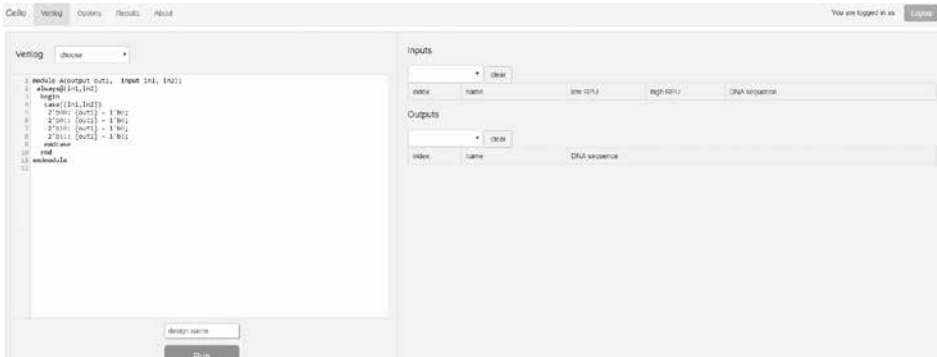 Cello Verilog Options Results About You are logged in as Logout
Verilog choose
1 module A(output out1, input in1, in2);
2 always@(in1,in2)
3 begin
4 case({in1,in2})
5 2'b00: {out1} = 1'b0;
6 2'b01: {out1} = 1'b0;
7 2'b10: {out1} = 1'b0;
8 2'b11: {out1} = 1'b1;
9 endcase
10 end
11 endmodule
12
design name
Run
Inputs
clear
index name low RPU high RPU DNA sequence
Outputs
clear
index name DNA sequence